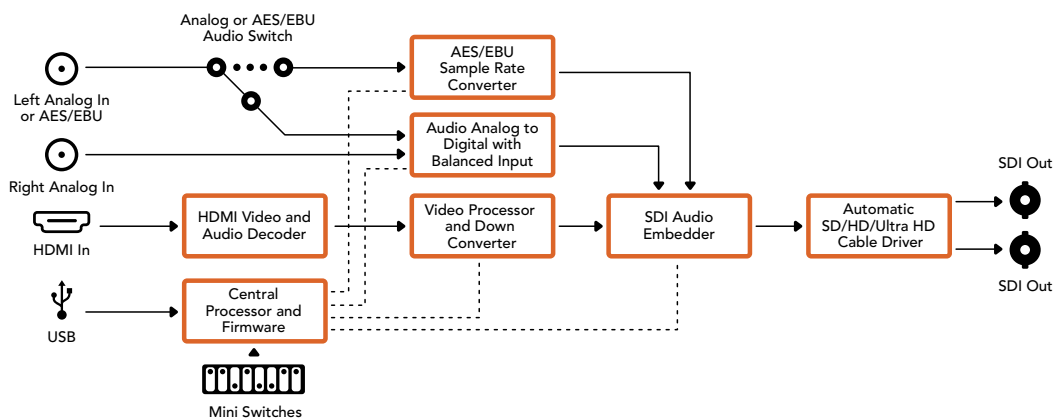 Analog or AES/EBU
Audio Switch
Left Analog In
or AES/EBU
AES/EBU
Sample Rate
Converter
Right Analog In
Audio Analog to
Digital with
Balanced Input
HDMI In
HDMI Video and
Audio Decoder
Video Processor
and Down
Converter
SDI Audio
Embedder
Automatic
SD/HD/Ultra HD
Cable Driver
SDI Out
SDI Out
USB
Central
Processor and
Firmware
Mini Switches